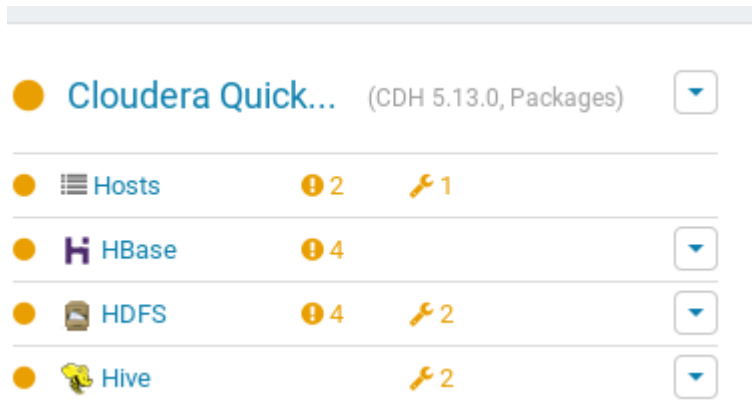 Cloudera Quick... (CDH 5.13.0, Packages)
Hosts 2 1
HBase 4
HDFS 4 2
Hive 2